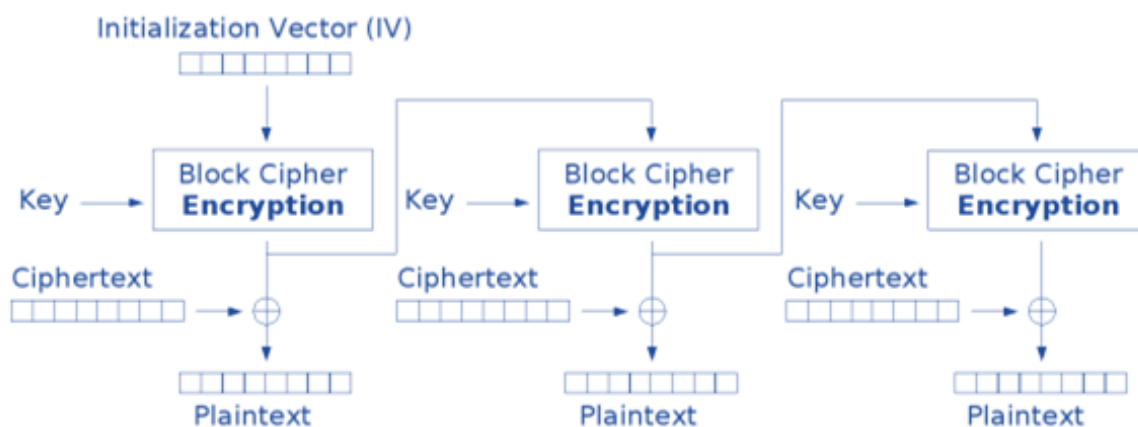 Initialization Vector (IV)
Block Cipher
Encryption
Key
Ciphertext
Plaintext
Block Cipher
Encryption
Key
Ciphertext
Plaintext
Block Cipher
Encryption
Key
Ciphertext
Plaintext